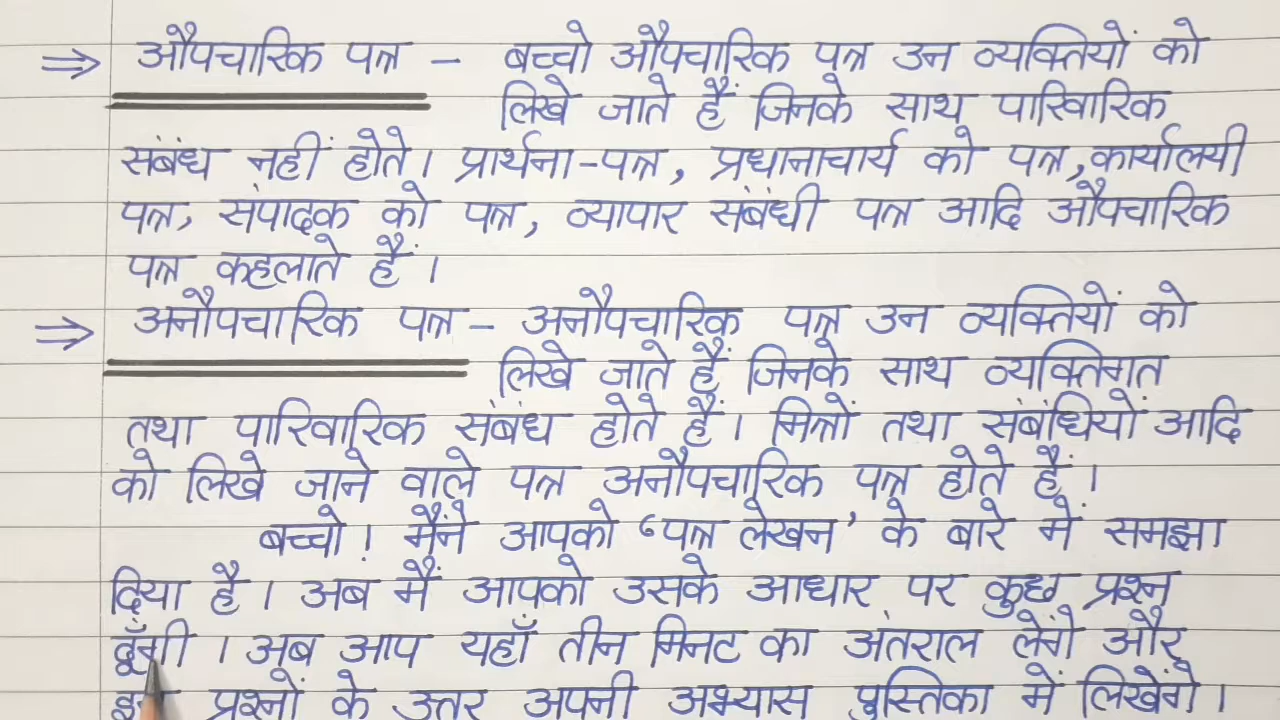 ⇒ औपचारिक पत्र - बच्चो औपचारिक पत्र उन व्यक्तियों को
लिखे जाते हैं जिनके साथ पारिवारिक
संबंध नहीं होते। प्रार्थना-पत्र, प्रधानाचार्य को पत्र, कार्यालयी
पत्र, संपादक को पत्र, व्यापार संबंधी पत्र आदि औपचारिक
पत्र कहलाते हैं।
⇒ अनौपचारिक पत्र - अनौपचारिक पत्र उन व्यक्तियों को
लिखे जाते हैं जिनके साथ व्यक्तिगत
तथा पारिवारिक संबंध होते हैं। मित्रों तथा संबंधियों आदि
को लिखे जाने वाले पत्र अनौपचारिक पत्र होते हैं।
बच्चो! मैंने आपको ‘पत्र लेखन’ के बारे में समझा
दिया है। अब मैं आपको उसके आधार पर कुछ प्रश्न
दूँगी। अब आप यहाँ तीन मिनट का अंतराल लेंगे और
प्रश्नों के उत्तर अपनी अभ्यास पुस्तिका में लिखेंगे।